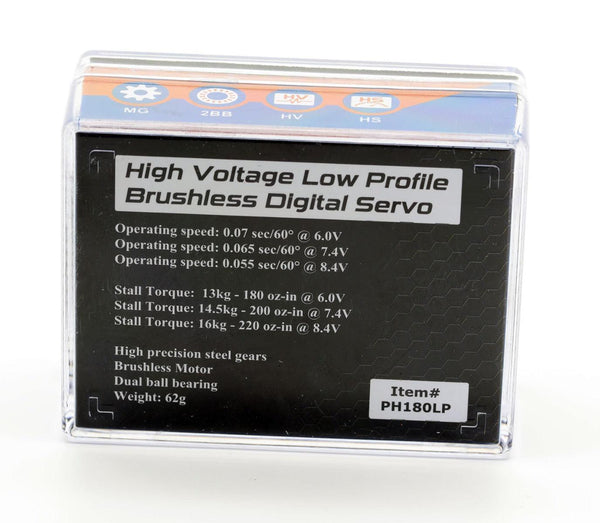 MG 2BB HV HS
HV HS
High Voltage Low Profile
Brushless Digital Servo
Operating speed: 0.07 sec/60° @ 6.0V
Operating speed: 0.065 sec/60° @ 7.4V
Operating speed: 0.055 sec/60° @ 8.4V
Stall Torque: 13kg - 180 oz-in @ 6.0V
Stall Torque: 14.5kg - 200 oz-in @ 7.4V
Stall Torque: 16kg - 220 oz-in @ 8.4V
High precision steel gears
Brushless Motor
Dual ball bearing
Weight: 62g
Item#
PH180LP